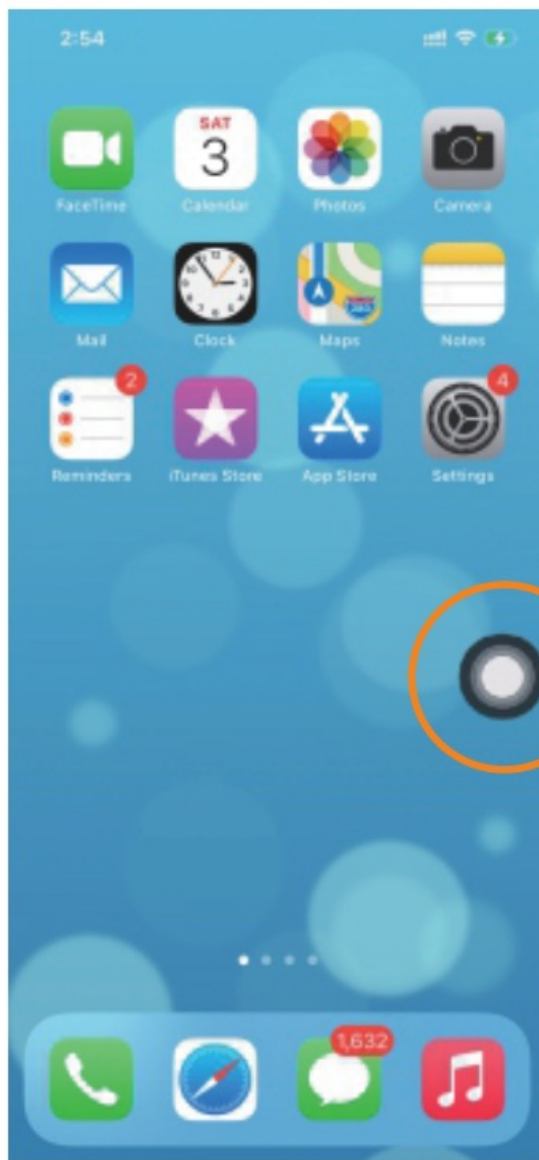 2:54
SAT
3
FaceTime Calendar Photos Camera
Mail Clock Maps Notes
2 4
Reminders iTunes Store App Store Settings
1,632